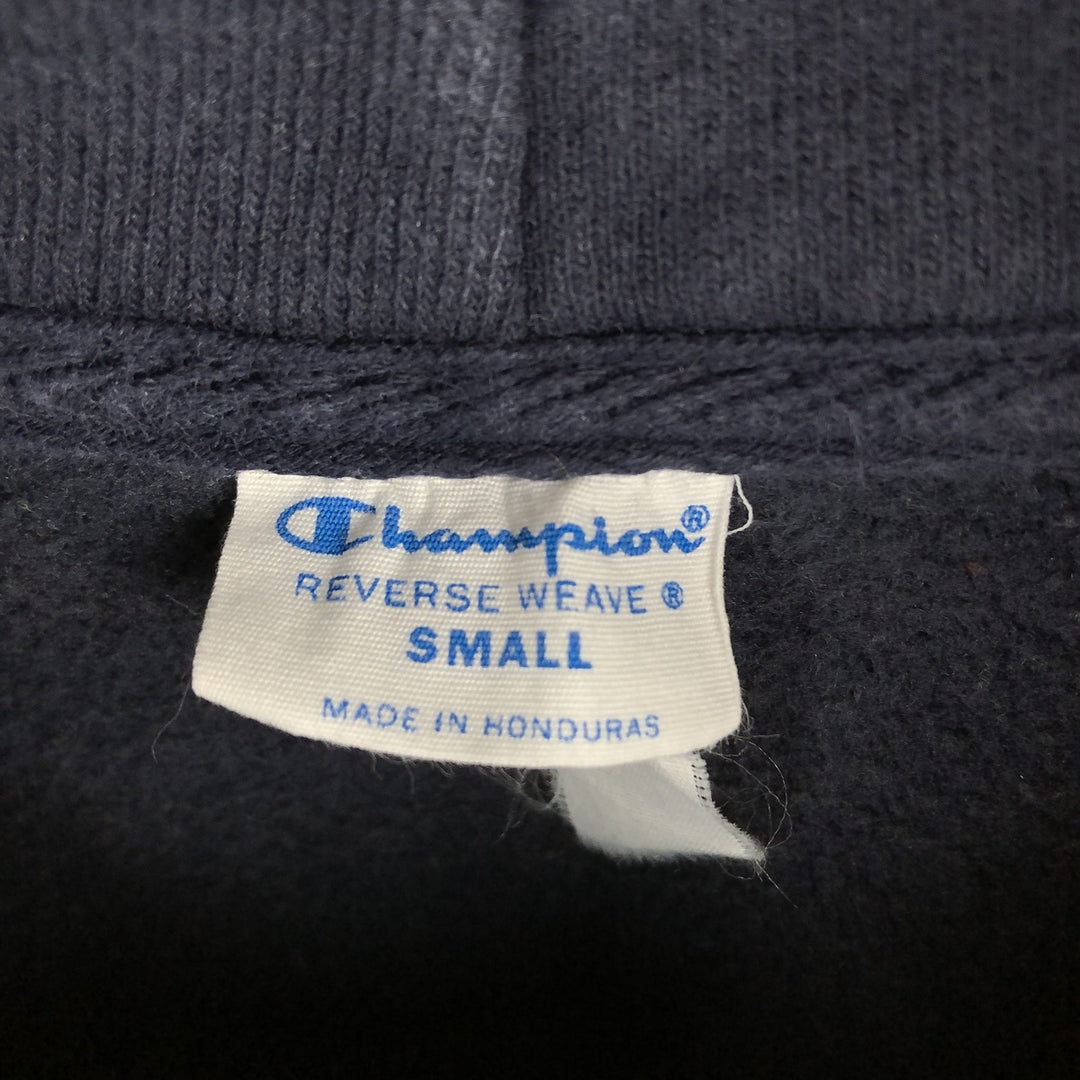 Champion®
REVERSE WEAVE ®
SMALL
MADE IN HONDURAS